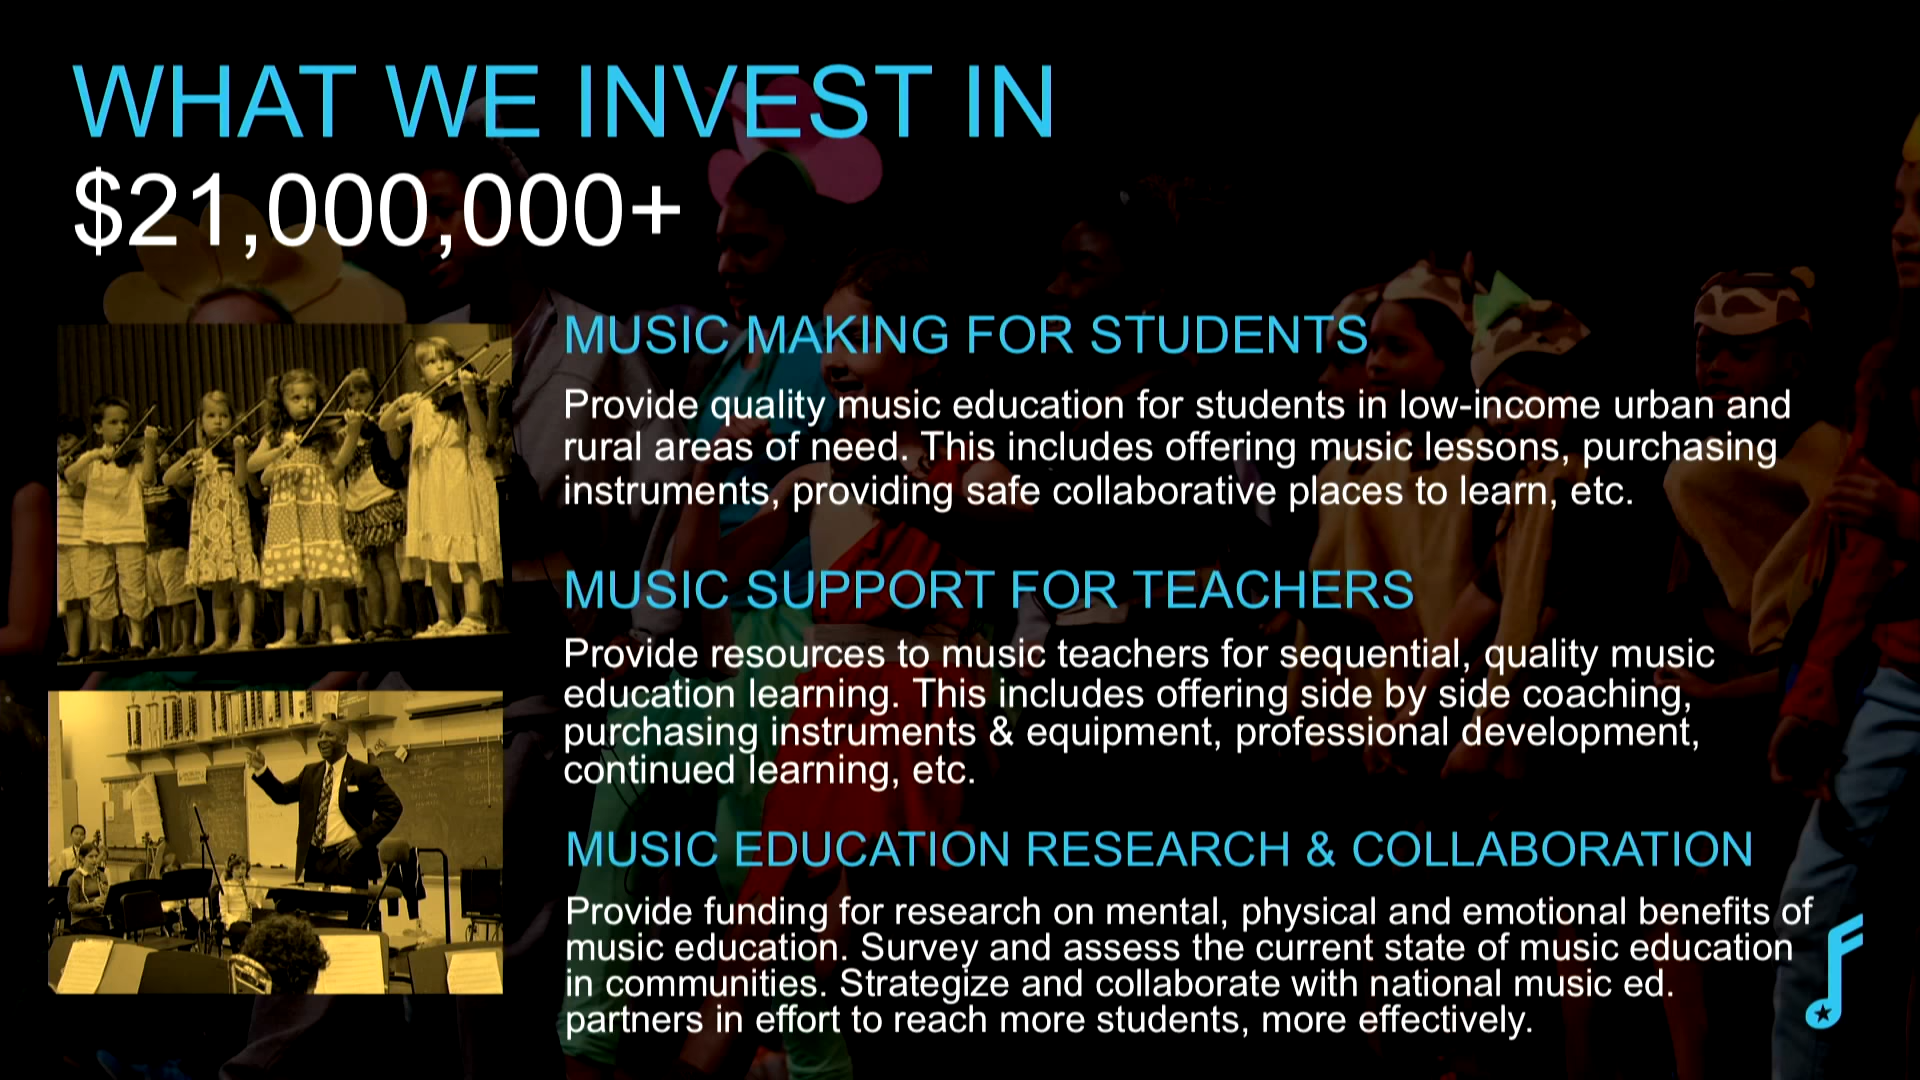 WHAT WE INVEST IN
$21,000,000+
MUSIC MAKING FOR STUDENTS
Provide quality music education for students in low-income urban and
rural areas of need. This includes offering music lessons, purchasing
instruments, providing safe collaborative places to learn, etc.
MUSIC SUPPORT FOR TEACHERS
Provide resources to music teachers for sequential, quality music
education learning. This includes offering side by side coaching,
purchasing instruments & equipment, professional development,
continued learning, etc.
MUSIC EDUCATION RESEARCH & COLLABORATION
Provide funding for research on mental, physical and emotional benefits of
music education. Survey and assess the current state of music education
in communities. Strategize and collaborate with national music ed.
partners in effort to reach more students, more effectively.